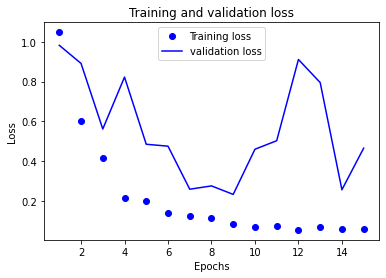 Training and validation loss
Training loss
validation loss
1.0
0.8
0.6
0.4
0.2
Loss
2 4 6 8 10 12 14
Epochs